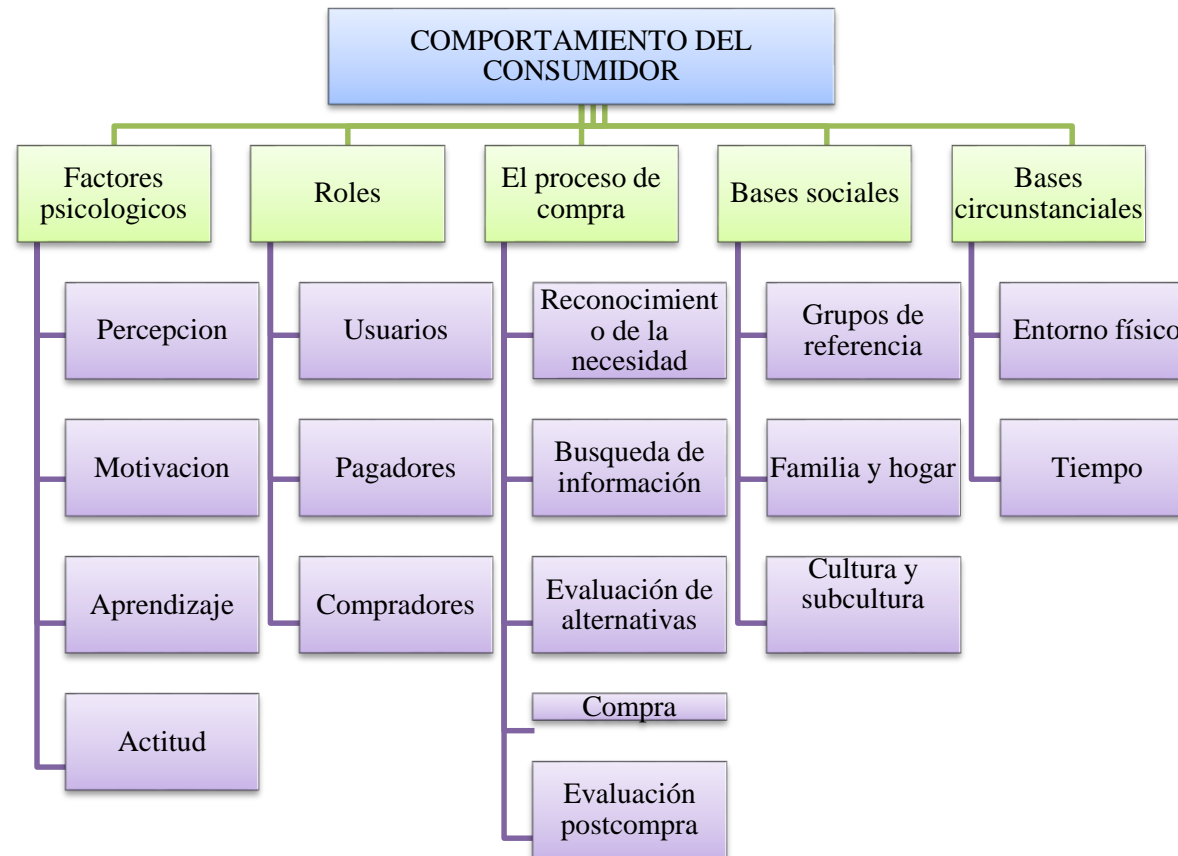 COMPORTAMIENTO DEL
CONSUMIDOR
Factores
psicologicos
Percepcion
Motivacion
Aprendizaje
Actitud
Roles
Usuarios
Pagadores
Compradores
El proceso de
compra
Reconocimient
o de la
necesidad
Busqueda de
información
Evaluación de
alternativas
Compra
Evaluación
postcompra
Bases sociales
Grupos de
referencia
Familia y hogar
Cultura y
subcultura
Bases
circunstanciales
Entorno físico
Tiempo